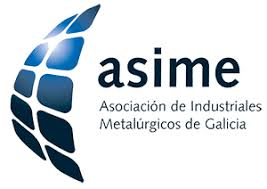 asime
Asociación de Industriales
Metalúrgicos de Galicia